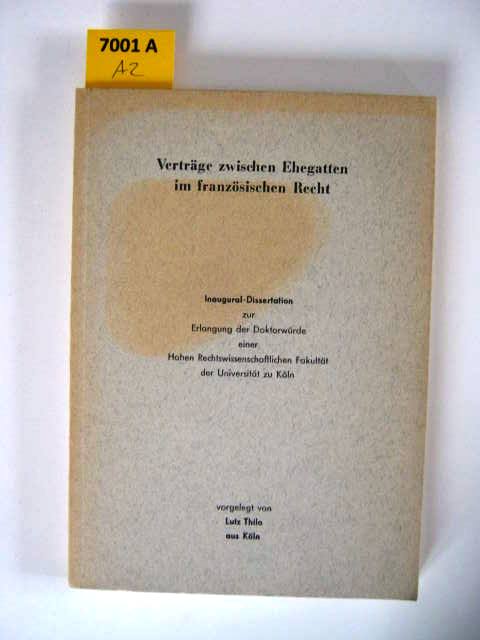 7001 A
A2
Verträge zwischen Ehegatten
im französischen Recht
Inaugural-Dissertation
zur
Erlangung der Doktorwürde
einer
Hohen Rechtswissenschaftlichen Fakultät
der Universität zu Köln
vorgelegt von
Lutz Thilo
aus Köln